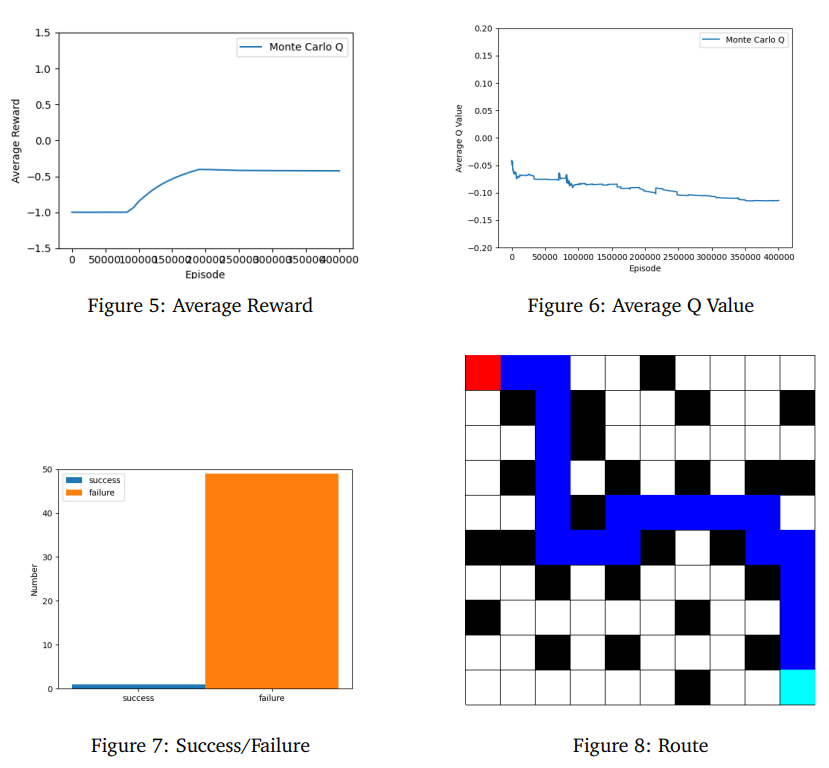 1.5
1.0
0.5
0.0
−0.5
−1.0
−1.5
Average Reward
Monte Carlo Q
0 50000 100000 150000 200000 250000 300000 350000 400000
Episode
Figure 5: Average Reward
0.20
0.15
0.10
0.05
0.00
−0.05
−0.10
−0.15
−0.20
Average Q Value
Monte Carlo Q
0 50000 100000 150000 200000 250000 300000 350000 400000
Episode
Figure 6: Average Q Value
50
40
30
20
10
0
Number
success
failure
success failure
Figure 7: Success/Failure
Figure 8: Route